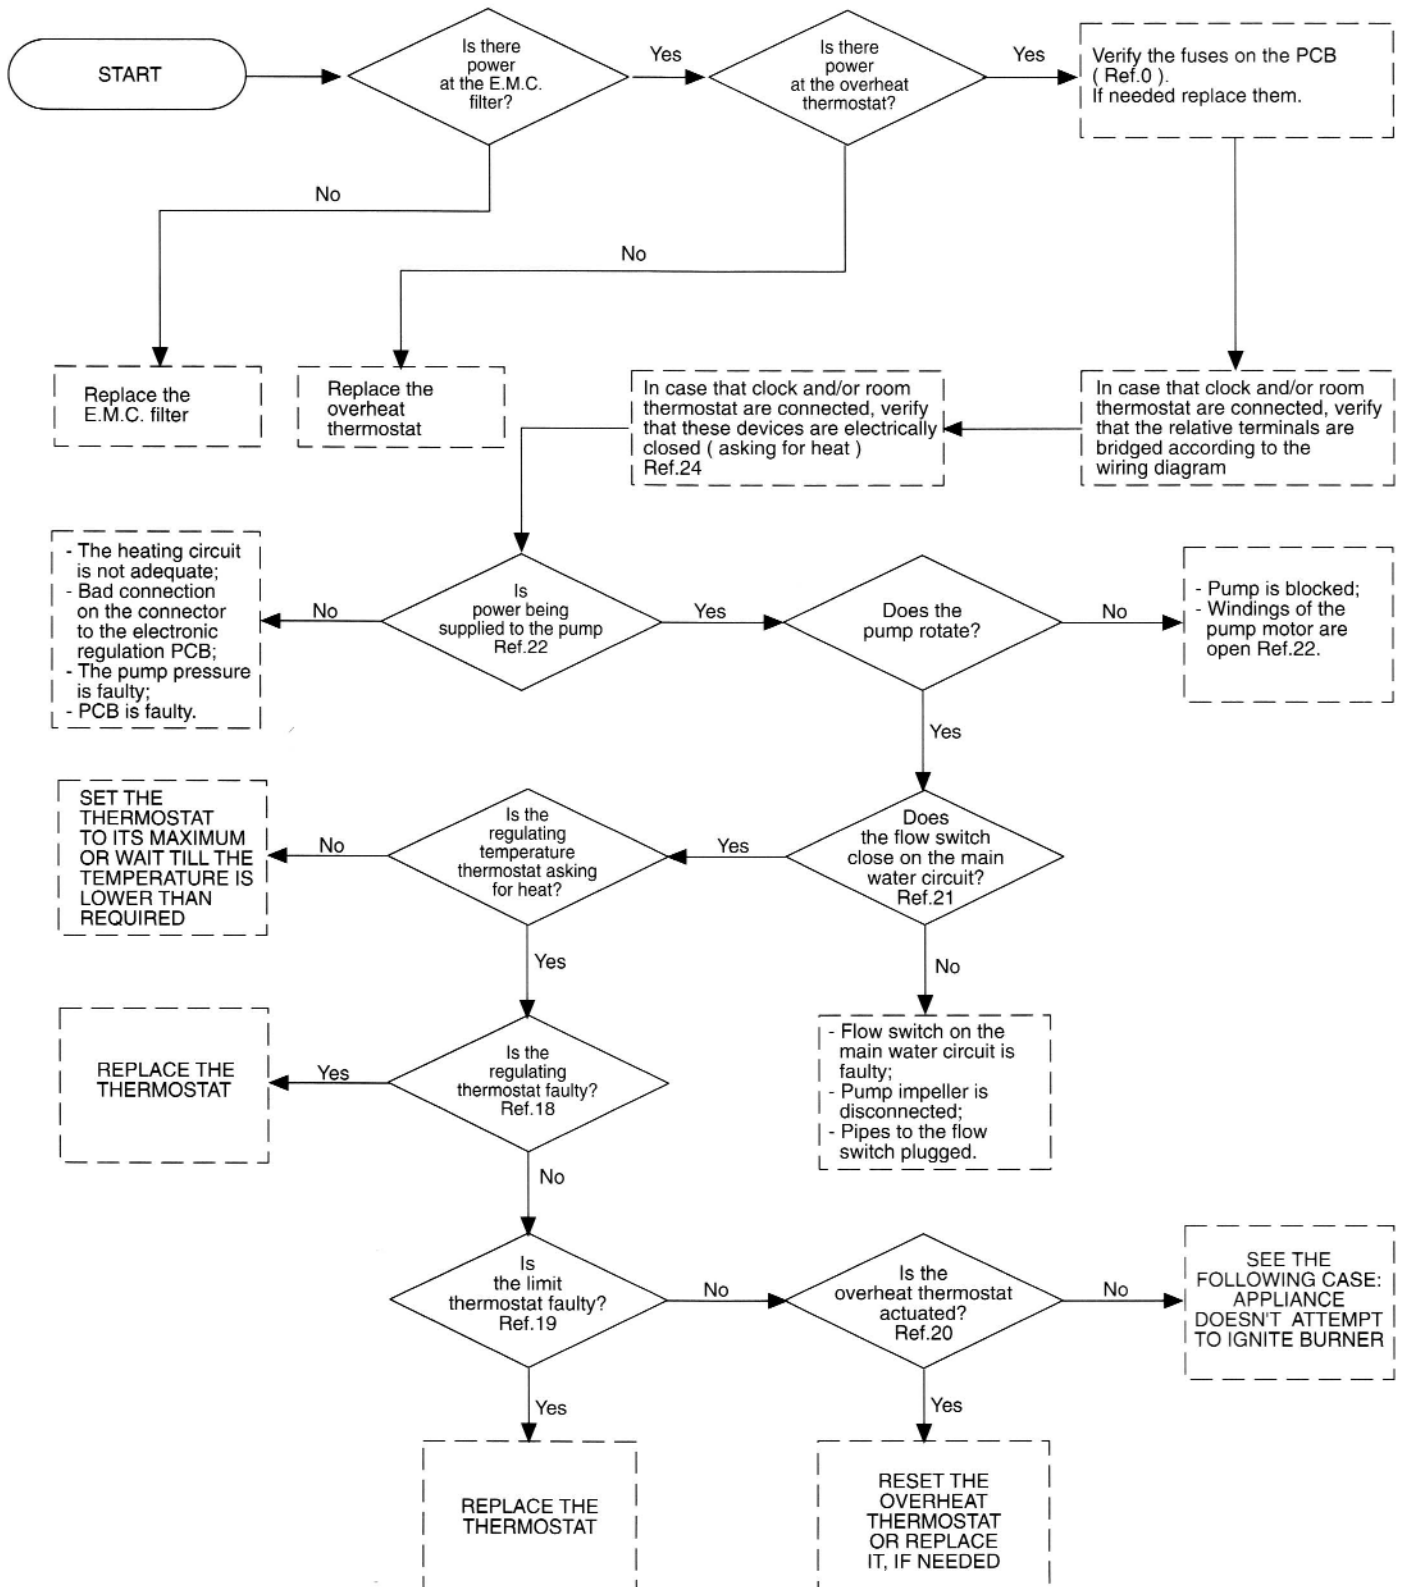 START
Is there
power
at the E.M.C.
filter?
Yes
Is there
power
at the overheat
thermostat?
Yes
Verify the fuses on the PCB
( Ref.0 ).
If needed replace them.
No
No
Replace the
E.M.C. filter
Replace the
overheat
thermostat
In case that clock and/or room
thermostat are connected, verify
that these devices are electrically
closed ( asking for heat )
Ref.24
In case that clock and/or room
thermostat are connected, verify
that the relative terminals are
bridged according to the
wiring diagram
- The heating circuit
is not adequate;
- Bad connection
on the connector
to the electronic
regulation PCB;
- The pump pressure
is faulty;
- PCB is faulty.
No
Is
power being
supplied to the pump
Ref.22
Yes
Does the
pump rotate?
No
- Pump is blocked;
- Windings of the
pump motor are
open Ref.22.
Yes
SET THE
THERMOSTAT
TO ITS MAXIMUM
OR WAIT TILL THE
TEMPERATURE IS
LOWER THAN
REQUIRED
No
Is the
regulating
temperature
thermostat asking
for heat?
Yes
Does
the flow switch
close on the main
water circuit?
Ref.21
Yes
No
REPLACE THE
THERMOSTAT
Yes
Is the
regulating
thermostat faulty?
Ref.18
- Flow switch on the
main water circuit is
faulty;
- Pump impeller is
disconnected;
- Pipes to the flow
switch plugged.
No
Is
the limit
thermostat faulty?
Ref.19
No
Is the
overheat thermostat
actuated?
Ref.20
No
SEE THE
FOLLOWING CASE:
APPLIANCE
DOESN'T ATTEMPT
TO IGNITE BURNER
Yes
Yes
REPLACE THE
THERMOSTAT
RESET THE
OVERHEAT
THERMOSTAT
OR REPLACE
IT, IF NEEDED